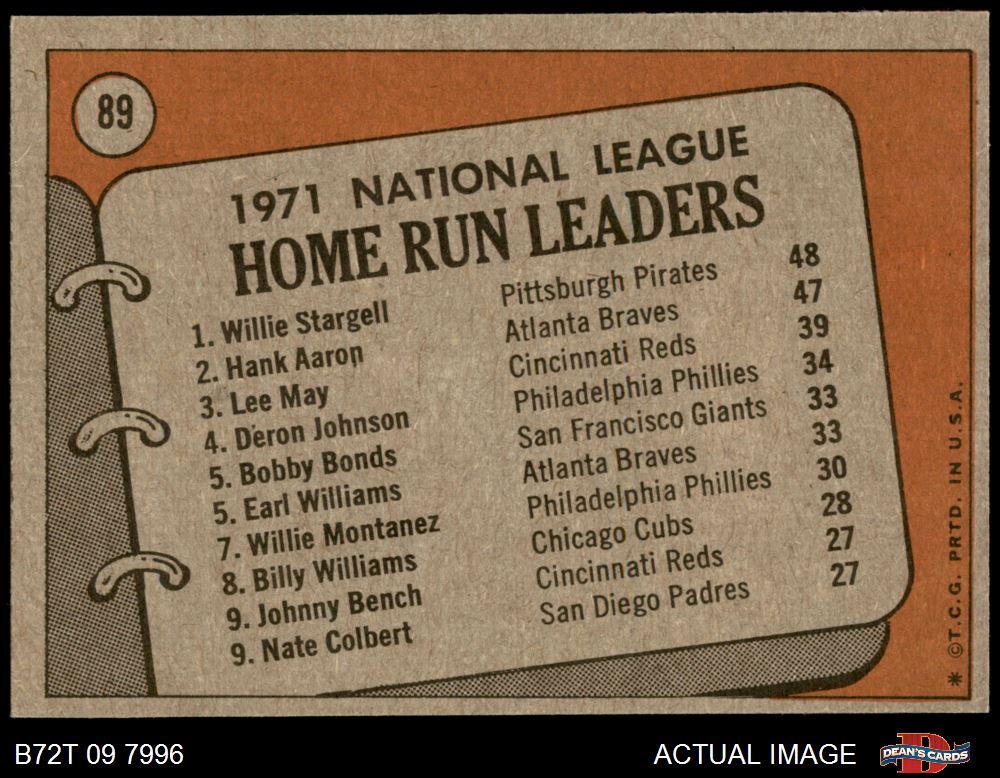 89
1971 NATIONAL LEAGUE
HOME RUN LEADERS
1. Willie Stargell Pittsburgh Pirates 48
2. Hank Aaron Atlanta Braves 47
3. Lee May Cincinnati Reds 39
4. Deron Johnson Philadelphia Phillies 34
5. Bobby Bonds San Francisco Giants 33
5. Earl Williams Atlanta Braves 33
7. Willie Montanez Philadelphia Phillies 30
8. Billy Williams Chicago Cubs 28
9. Johnny Bench Cincinnati Reds 27
9. Nate Colbert San Diego Padres 27
* ©T.C.G. PRTD. IN U.S.A.
B72T 09 7996 ACTUAL IMAGE
D
DEAN'S CARDS